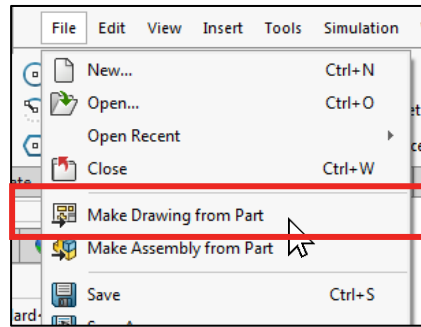 File Edit View Insert Tools Simulation
New... Ctrl+N
Open... Ctrl+O
Open Recent
Close Ctrl+W
Make Drawing from Part
Make Assembly from Part
Save Ctrl+S